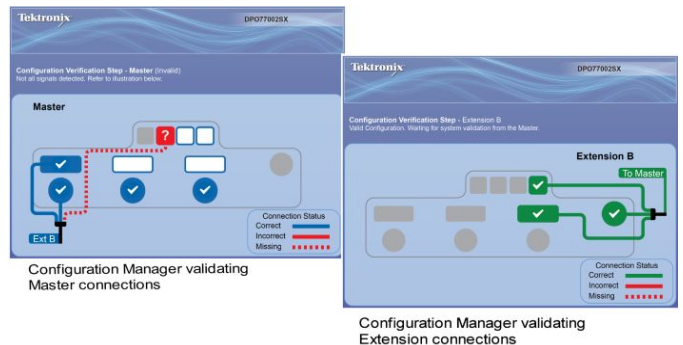 Tektronix
DPO77002SX
Configuration Verification Step - Master (Invalid)
Not all signals detected. Refer to illustration below.
Master
?
Ext B
Connection Status
Correct
Incorrect
Missing
Configuration Manager validating
Master connections
Tektronix
DPO77002SX
Configuration Verification Step - Extension B
Valid Configuration. Waiting for system validation from the Master.
Extension B
To Master
Connection Status
Correct
Incorrect
Missing
Configuration Manager validating
Extension connections